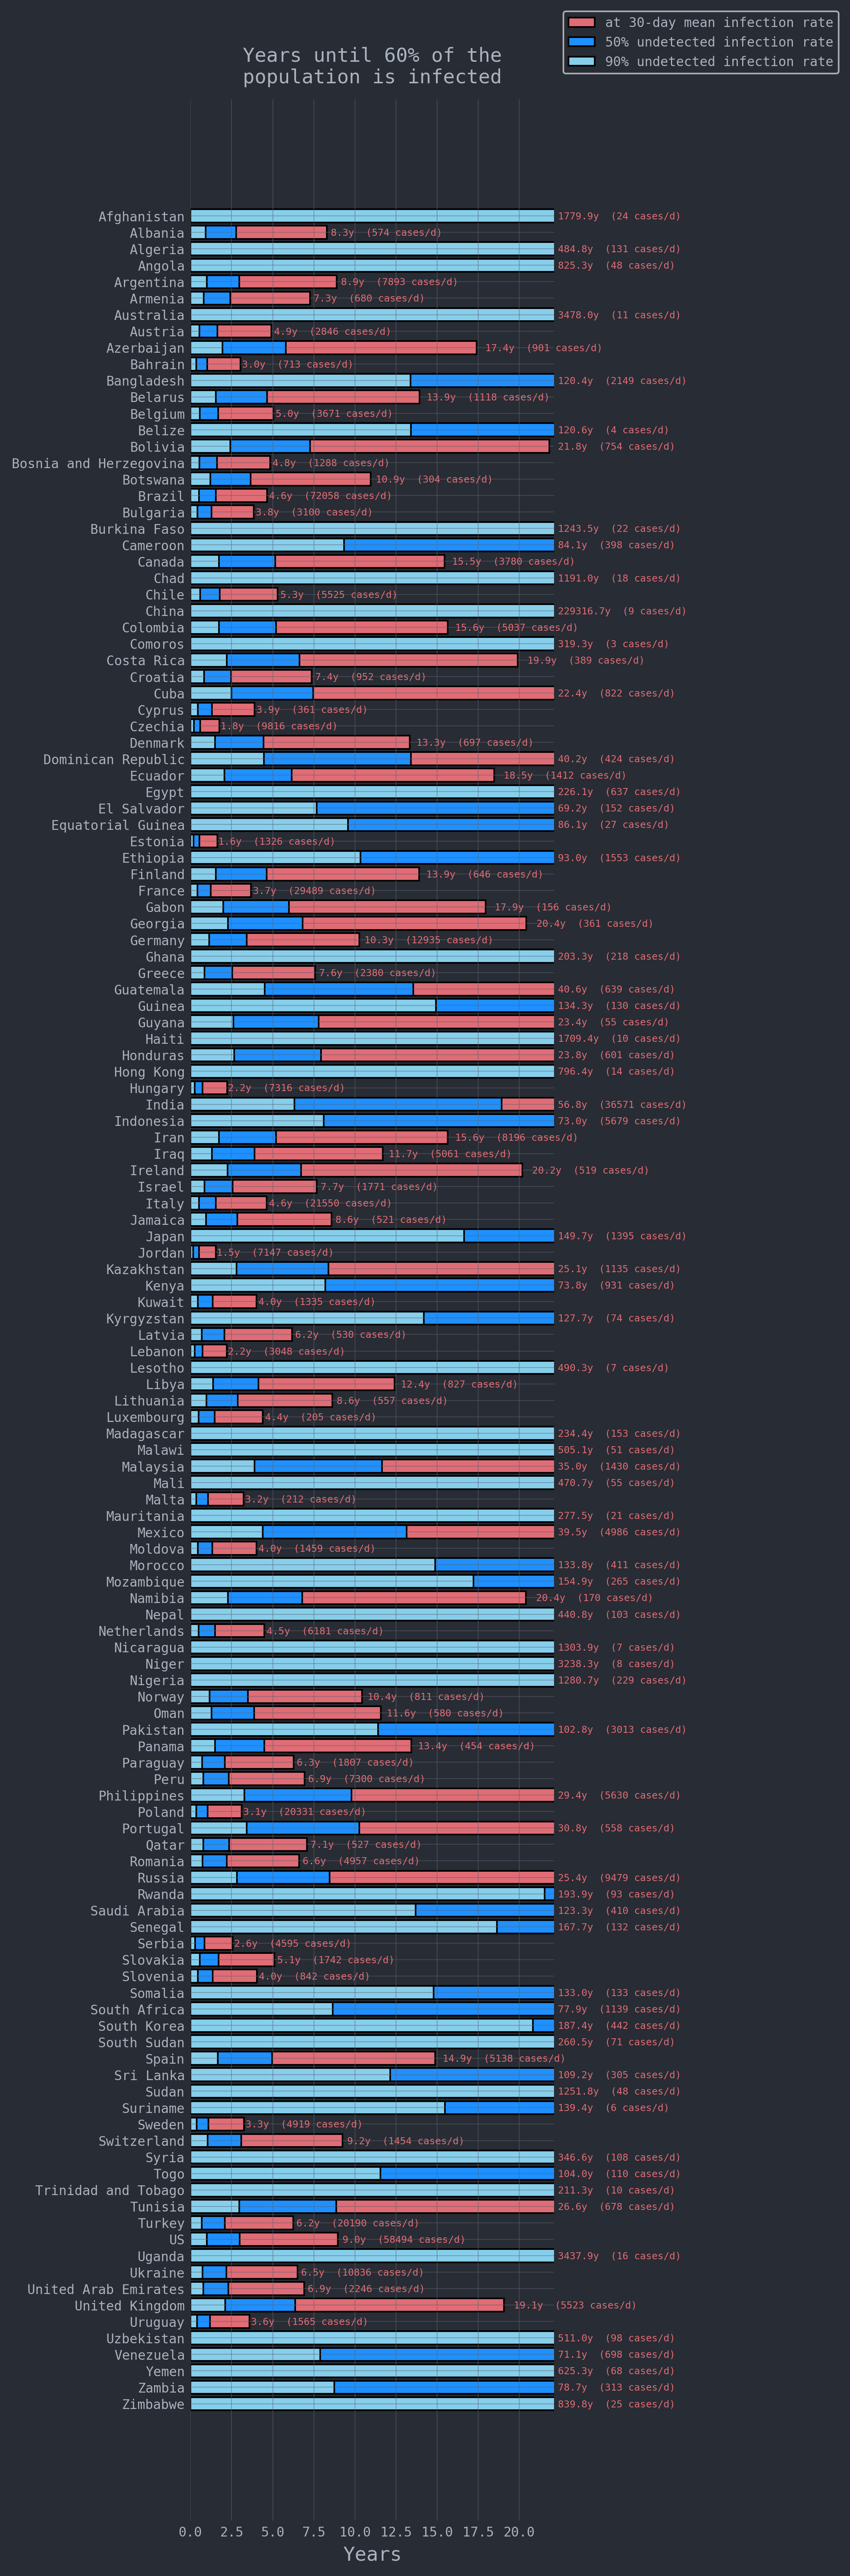 at 30-day mean infection rate
50% undetected infection rate
90% undetected infection rate
Years until 60% of the
population is infected
Afghanistan 1779.9y (24 cases/d)
Albania 8.3y (574 cases/d)
Algeria 484.8y (131 cases/d)
Angola 825.3y (48 cases/d)
Argentina 8.9y (7893 cases/d)
Armenia 7.3y (680 cases/d)
Australia 3478.0y (11 cases/d)
Austria 4.9y (2846 cases/d)
Azerbaijan 17.4y (901 cases/d)
Bahrain 3.0y (713 cases/d)
Bangladesh 120.4y (2149 cases/d)
Belarus 13.9y (1118 cases/d)
Belgium 5.0y (3671 cases/d)
Belize 120.6y (4 cases/d)
Bolivia 21.8y (754 cases/d)
Bosnia and Herzegovina 4.8y (1288 cases/d)
Botswana 10.9y (304 cases/d)
Brazil 4.6y (72058 cases/d)
Bulgaria 3.8y (3100 cases/d)
Burkina Faso 1243.5y (22 cases/d)
Cameroon 84.1y (398 cases/d)
Canada 15.5y (3780 cases/d)
Chad 1191.0y (18 cases/d)
Chile 5.3y (5525 cases/d)
China 229316.7y (9 cases/d)
Colombia 15.6y (5037 cases/d)
Comoros 319.3y (3 cases/d)
Costa Rica 19.9y (389 cases/d)
Croatia 7.4y (952 cases/d)
Cuba 22.4y (822 cases/d)
Cyprus 3.9y (361 cases/d)
Czechia 1.8y (9816 cases/d)
Denmark 13.3y (697 cases/d)
Dominican Republic 40.2y (424 cases/d)
Ecuador 18.5y (1412 cases/d)
Egypt 226.1y (637 cases/d)
El Salvador 69.2y (152 cases/d)
Equatorial Guinea 86.1y (27 cases/d)
Estonia 1.6y (1326 cases/d)
Ethiopia 93.0y (1553 cases/d)
Finland 13.9y (646 cases/d)
France 3.7y (29489 cases/d)
Gabon 17.9y (156 cases/d)
Georgia 20.4y (361 cases/d)
Germany 10.3y (12935 cases/d)
Ghana 203.3y (218 cases/d)
Greece 7.6y (2380 cases/d)
Guatemala 40.6y (639 cases/d)
Guinea 134.3y (130 cases/d)
Guyana 23.4y (55 cases/d)
Haiti 1709.4y (10 cases/d)
Honduras 23.8y (601 cases/d)
Hong Kong 796.4y (14 cases/d)
Hungary 2.2y (7316 cases/d)
India 56.8y (36571 cases/d)
Indonesia 73.0y (5679 cases/d)
Iran 15.6y (8196 cases/d)
Iraq 11.7y (5061 cases/d)
Ireland 20.2y (519 cases/d)
Israel 7.7y (1771 cases/d)
Italy 4.6y (21550 cases/d)
Jamaica 8.6y (521 cases/d)
Japan 149.7y (1395 cases/d)
Jordan 1.5y (7147 cases/d)
Kazakhstan 25.1y (1135 cases/d)
Kenya 73.8y (931 cases/d)
Kuwait 4.0y (1335 cases/d)
Kyrgyzstan 127.7y (74 cases/d)
Latvia 6.2y (530 cases/d)
Lebanon 2.2y (3048 cases/d)
Lesotho 490.3y (7 cases/d)
Libya 12.4y (827 cases/d)
Lithuania 8.6y (557 cases/d)
Luxembourg 4.4y (205 cases/d)
Madagascar 234.4y (153 cases/d)
Malawi 505.1y (51 cases/d)
Malaysia 35.0y (1430 cases/d)
Mali 470.7y (55 cases/d)
Malta 3.2y (212 cases/d)
Mauritania 277.5y (21 cases/d)
Mexico 39.5y (4986 cases/d)
Moldova 4.0y (1459 cases/d)
Morocco 133.8y (411 cases/d)
Mozambique 154.9y (265 cases/d)
Namibia 20.4y (170 cases/d)
Nepal 440.8y (103 cases/d)
Netherlands 4.5y (6181 cases/d)
Nicaragua 1303.9y (7 cases/d)
Niger 3238.3y (8 cases/d)
Nigeria 1280.7y (229 cases/d)
Norway 10.4y (811 cases/d)
Oman 11.6y (580 cases/d)
Pakistan 102.8y (3013 cases/d)
Panama 13.4y (454 cases/d)
Paraguay 6.3y (1807 cases/d)
Peru 6.9y (7300 cases/d)
Philippines 29.4y (5630 cases/d)
Poland 3.1y (20331 cases/d)
Portugal 30.8y (558 cases/d)
Qatar 7.1y (527 cases/d)
Romania 6.6y (4957 cases/d)
Russia 25.4y (9479 cases/d)
Rwanda 193.9y (93 cases/d)
Saudi Arabia 123.3y (410 cases/d)
Senegal 167.7y (132 cases/d)
Serbia 2.6y (4595 cases/d)
Slovakia 5.1y (1742 cases/d)
Slovenia 4.0y (842 cases/d)
Somalia 133.0y (133 cases/d)
South Africa 77.9y (1139 cases/d)
South Korea 187.4y (442 cases/d)
South Sudan 260.5y (71 cases/d)
Spain 14.9y (5138 cases/d)
Sri Lanka 109.2y (305 cases/d)
Sudan 1251.8y (48 cases/d)
Suriname 139.4y (6 cases/d)
Sweden 3.3y (4919 cases/d)
Switzerland 9.2y (1454 cases/d)
Syria 346.6y (108 cases/d)
Togo 104.0y (110 cases/d)
Trinidad and Tobago 211.3y (10 cases/d)
Tunisia 26.6y (678 cases/d)
Turkey 6.2y (20190 cases/d)
US 9.0y (58494 cases/d)
Uganda 3437.9y (16 cases/d)
Ukraine 6.5y (10836 cases/d)
United Arab Emirates 6.9y (2246 cases/d)
United Kingdom 19.1y (5523 cases/d)
Uruguay 3.6y (1565 cases/d)
Uzbekistan 511.0y (98 cases/d)
Venezuela 71.1y (698 cases/d)
Yemen 625.3y (68 cases/d)
Zambia 78.7y (313 cases/d)
Zimbabwe 839.8y (25 cases/d)
0.0 2.5 5.0 7.5 10.0 12.5 15.0 17.5 20.0
Years